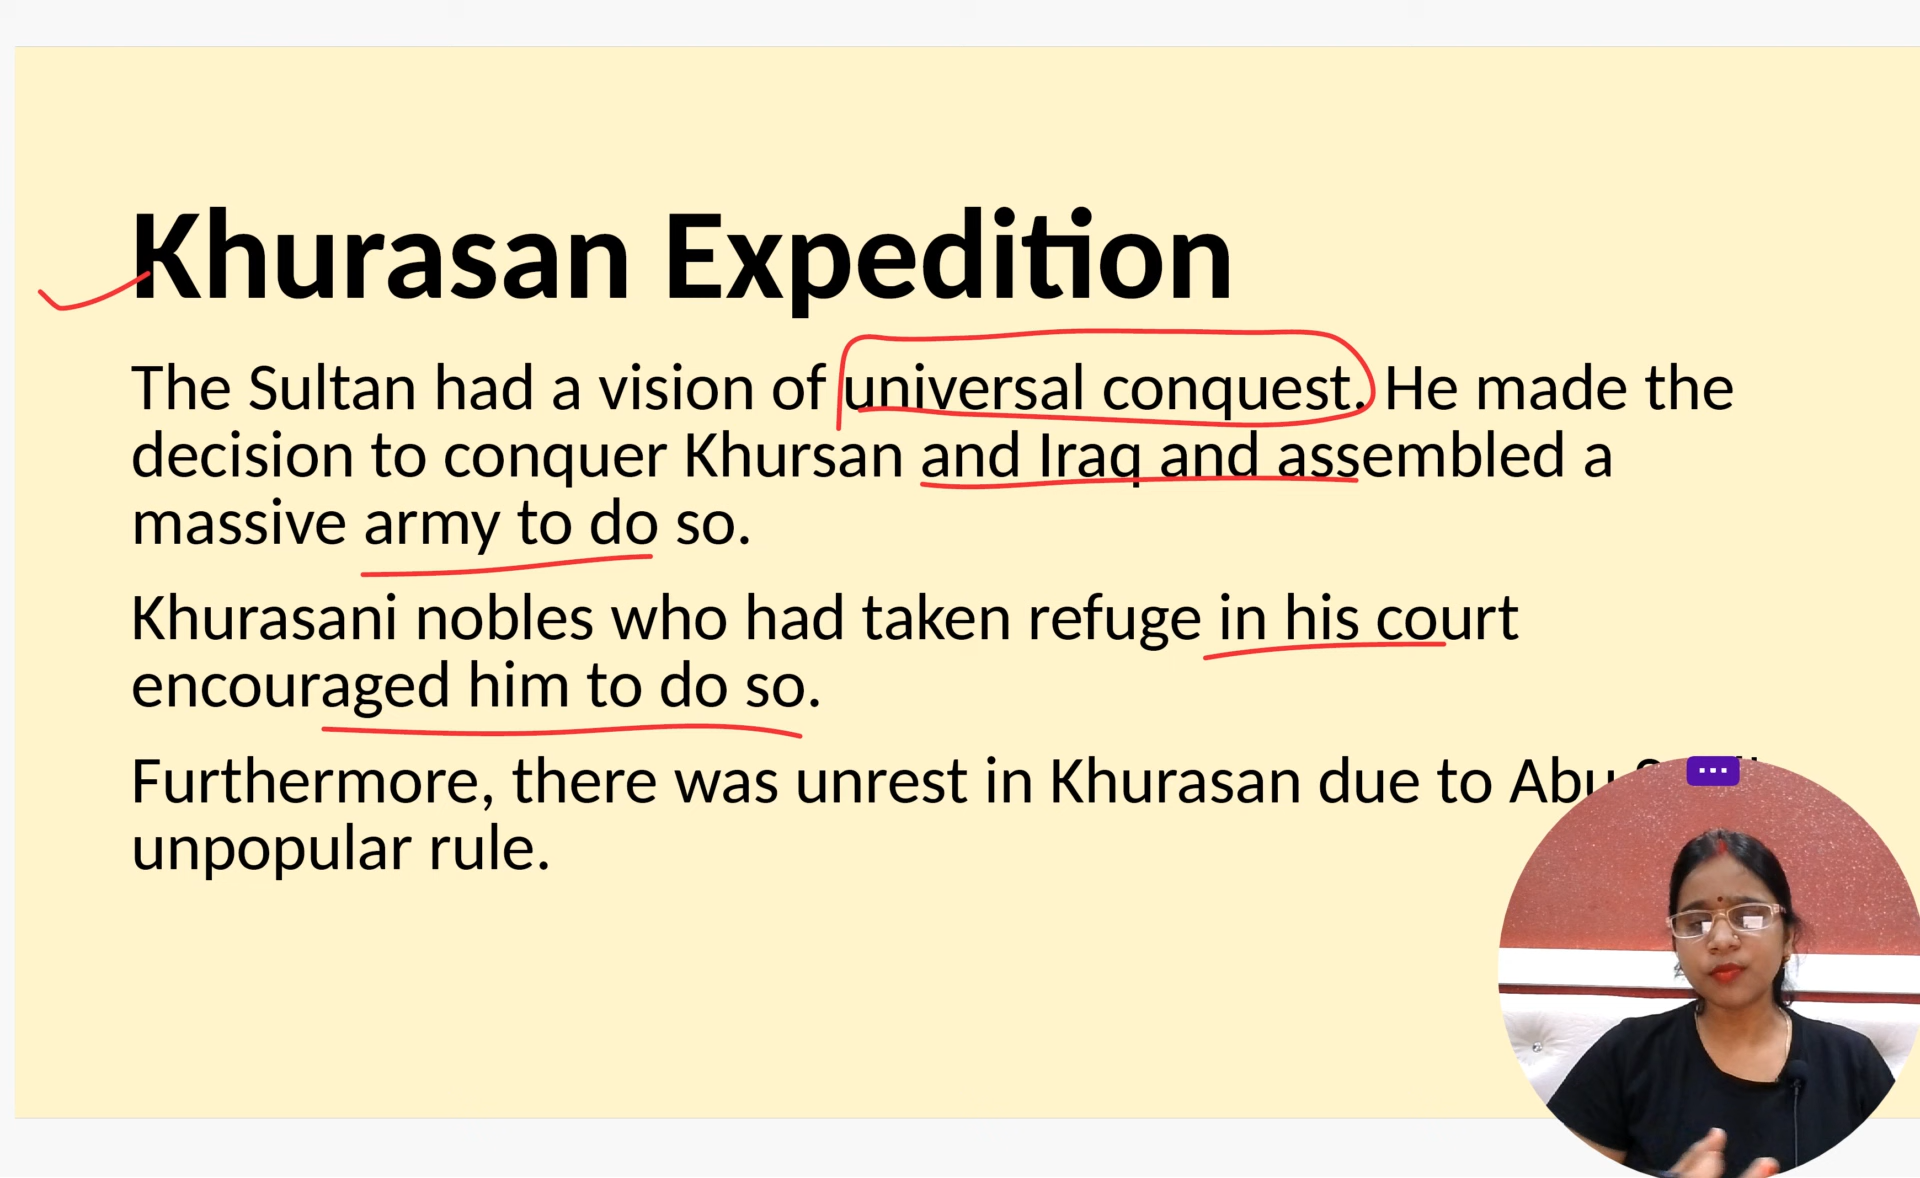 Khurasan Expedition
The Sultan had a vision of universal conquest. He made the
decision to conquer Khursan and Iraq and assembled a
massive army to do so.
Khurasani nobles who had taken refuge in his court
encouraged him to do so.
Furthermore, there was unrest in Khurasan due to Abu
unpopular rule.